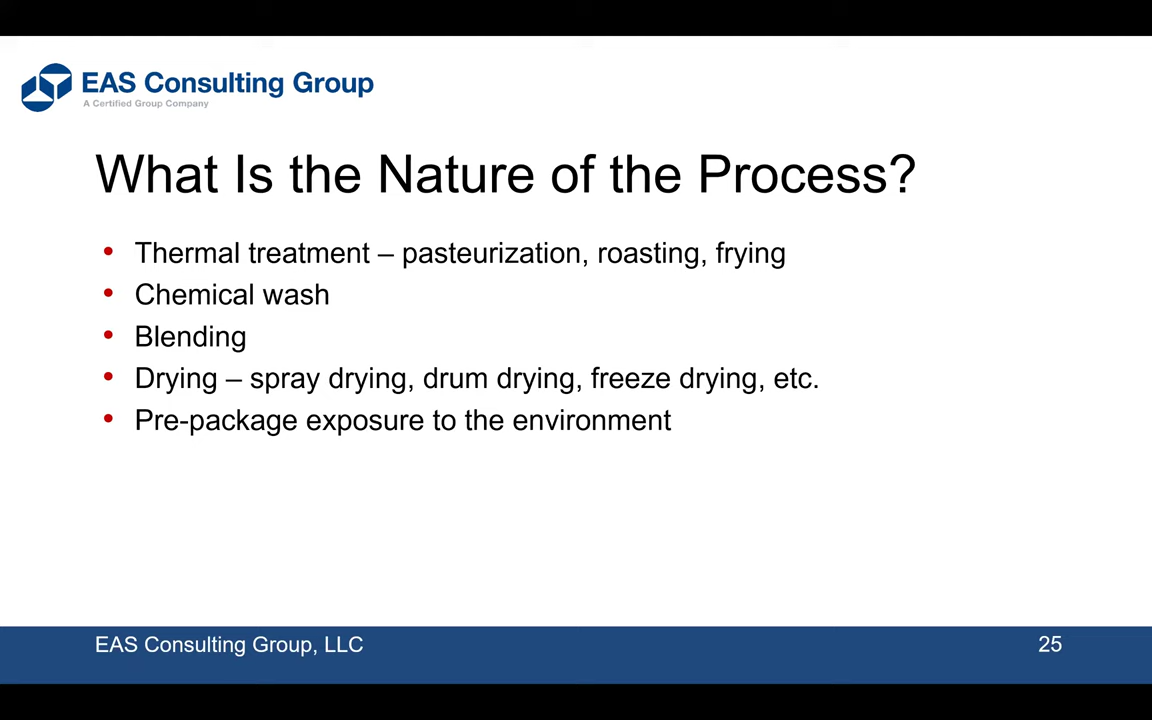 EAS Consulting Group
A Certified Group Company
What Is the Nature of the Process?
• Thermal treatment – pasteurization, roasting, frying
• Chemical wash
• Blending
• Drying – spray drying, drum drying, freeze drying, etc.
• Pre-package exposure to the environment
EAS Consulting Group, LLC
25